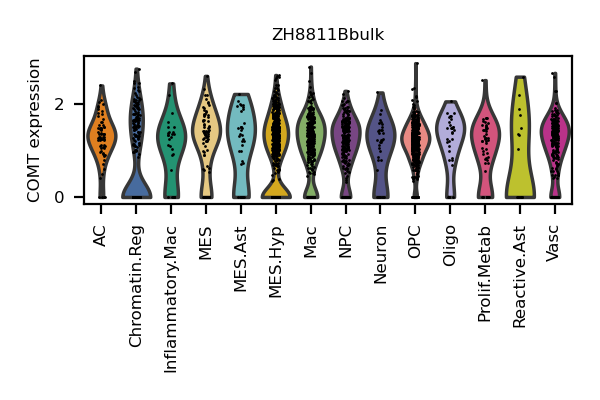 ZH8811Bbulk
COMT expression
2
0
AC
Chromatin.Reg
Inflammatory.Mac
MES
MES.Ast
MES.Hyp
Mac
NPC
Neuron
OPC
Oligo
Prolif.Metab
Reactive.Ast
Vasc